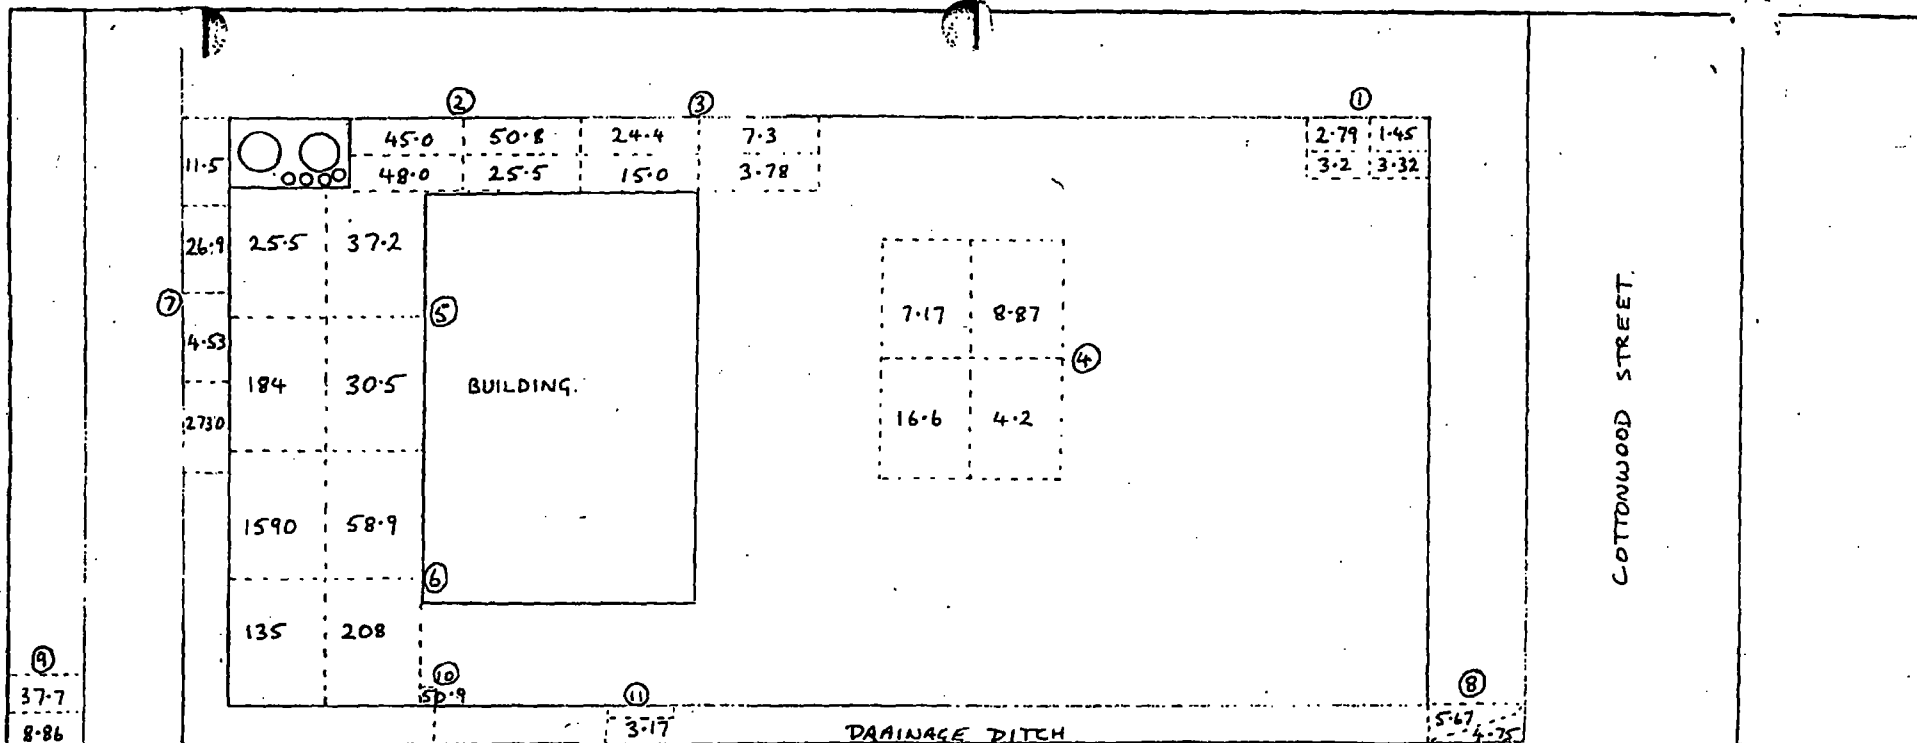 ② ③ ①
45.0 50.8 24.4 7.3 2.79 1.45
11.5
48.0 25.5 15.0 3.78 3.2 3.32
26.9 25.5 37.2
⑦ ⑤
7.17 8.87
4.53
④
184 30.5 BUILDING.
2730
16.6 4.2
COTTONWOOD STREET.
1590 58.9
⑥
135 208
⑨ ⑩ ⑧
37.7 50.9 ⑪
5.67
8.86 3.17 DRAINAGE DITCH 4.75